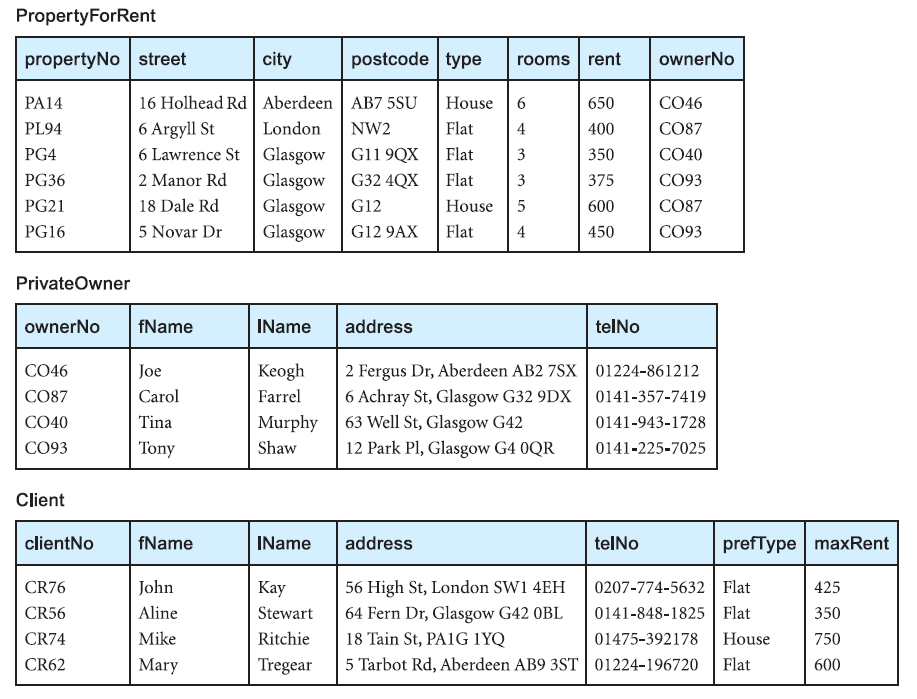 PropertyForRent
propertyNo street city postcode type rooms rent ownerNo
PA14 16 Holhead Rd Aberdeen AB7 5SU House 6 650 CO46
PL94 6 Argyll St London NW2 Flat 4 400 CO87
PG4 6 Lawrence St Glasgow G11 9QX Flat 3 350 CO40
PG36 2 Manor Rd Glasgow G32 4QX Flat 3 375 CO93
PG21 18 Dale Rd Glasgow G12 House 5 600 CO87
PG16 5 Novar Dr Glasgow G12 9AX Flat 4 450 CO93
PrivateOwner
ownerNo fName lName address telNo
CO46 Joe Keogh 2 Fergus Dr, Aberdeen AB2 7SX 01224-861212
CO87 Carol Farrel 6 Achray St, Glasgow G32 9DX 0141-357-7419
CO40 Tina Murphy 63 Well St, Glasgow G42 0141-943-1728
CO93 Tony Shaw 12 Park Pl, Glasgow G4 0QR 0141-225-7025
Client
clientNo fName lName address telNo prefType maxRent
CR76 John Kay 56 High St, London SW1 4EH 0207-774-5632 Flat 425
CR56 Aline Stewart 64 Fern Dr, Glasgow G42 0BL 0141-848-1825 Flat 350
CR74 Mike Ritchie 18 Tain St, PA1G 1YQ 01475-392178 House 750
CR62 Mary Tregear 5 Tarbot Rd, Aberdeen AB9 3ST 01224-196720 Flat 600